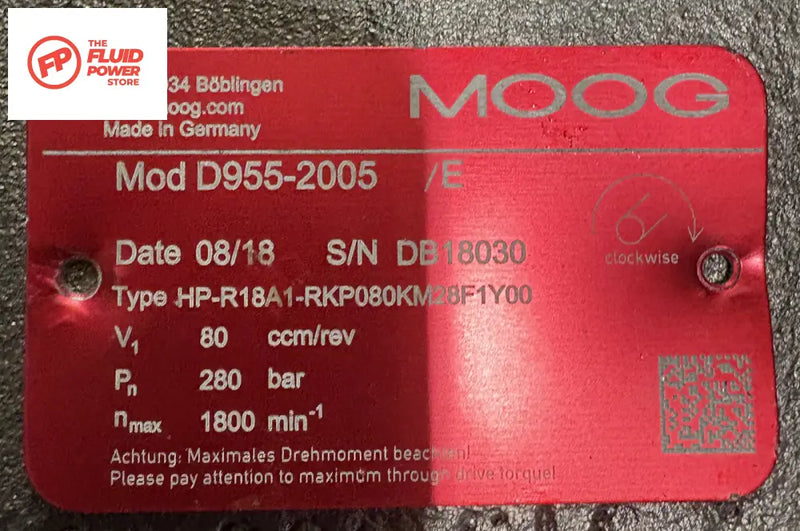 FP THE
FLUID
POWER
STORE
34 Böblingen
oog.com
Made in Germany
MOOG
Mod D955-2005 /E
Date 08/18 S/N DB18030
clockwise
Type HP-R18A1-RKP080KM28F1Y00
V1 80 ccm/rev
Pn 280 bar
nmax 1800 min-1
Achtung: Maximales Drehmoment beachten!
Please pay attention to maximum through drive torque!